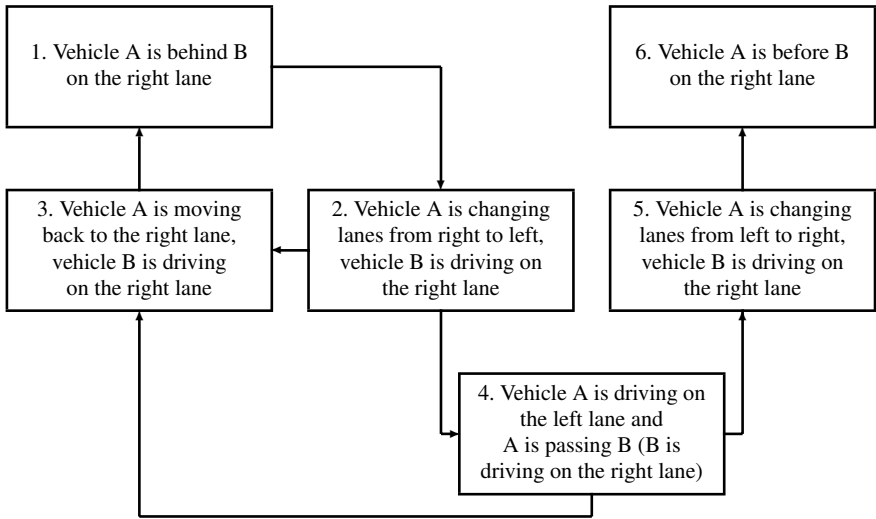 1. Vehicle A is behind B
on the right lane
6. Vehicle A is before B
on the right lane
3. Vehicle A is moving
back to the right lane,
vehicle B is driving
on the right lane
2. Vehicle A is changing
lanes from right to left,
vehicle B is driving on
the right lane
5. Vehicle A is changing
lanes from left to right,
vehicle B is driving on
the right lane
4. Vehicle A is driving on
the left lane and
A is passing B (B is
driving on the right lane)